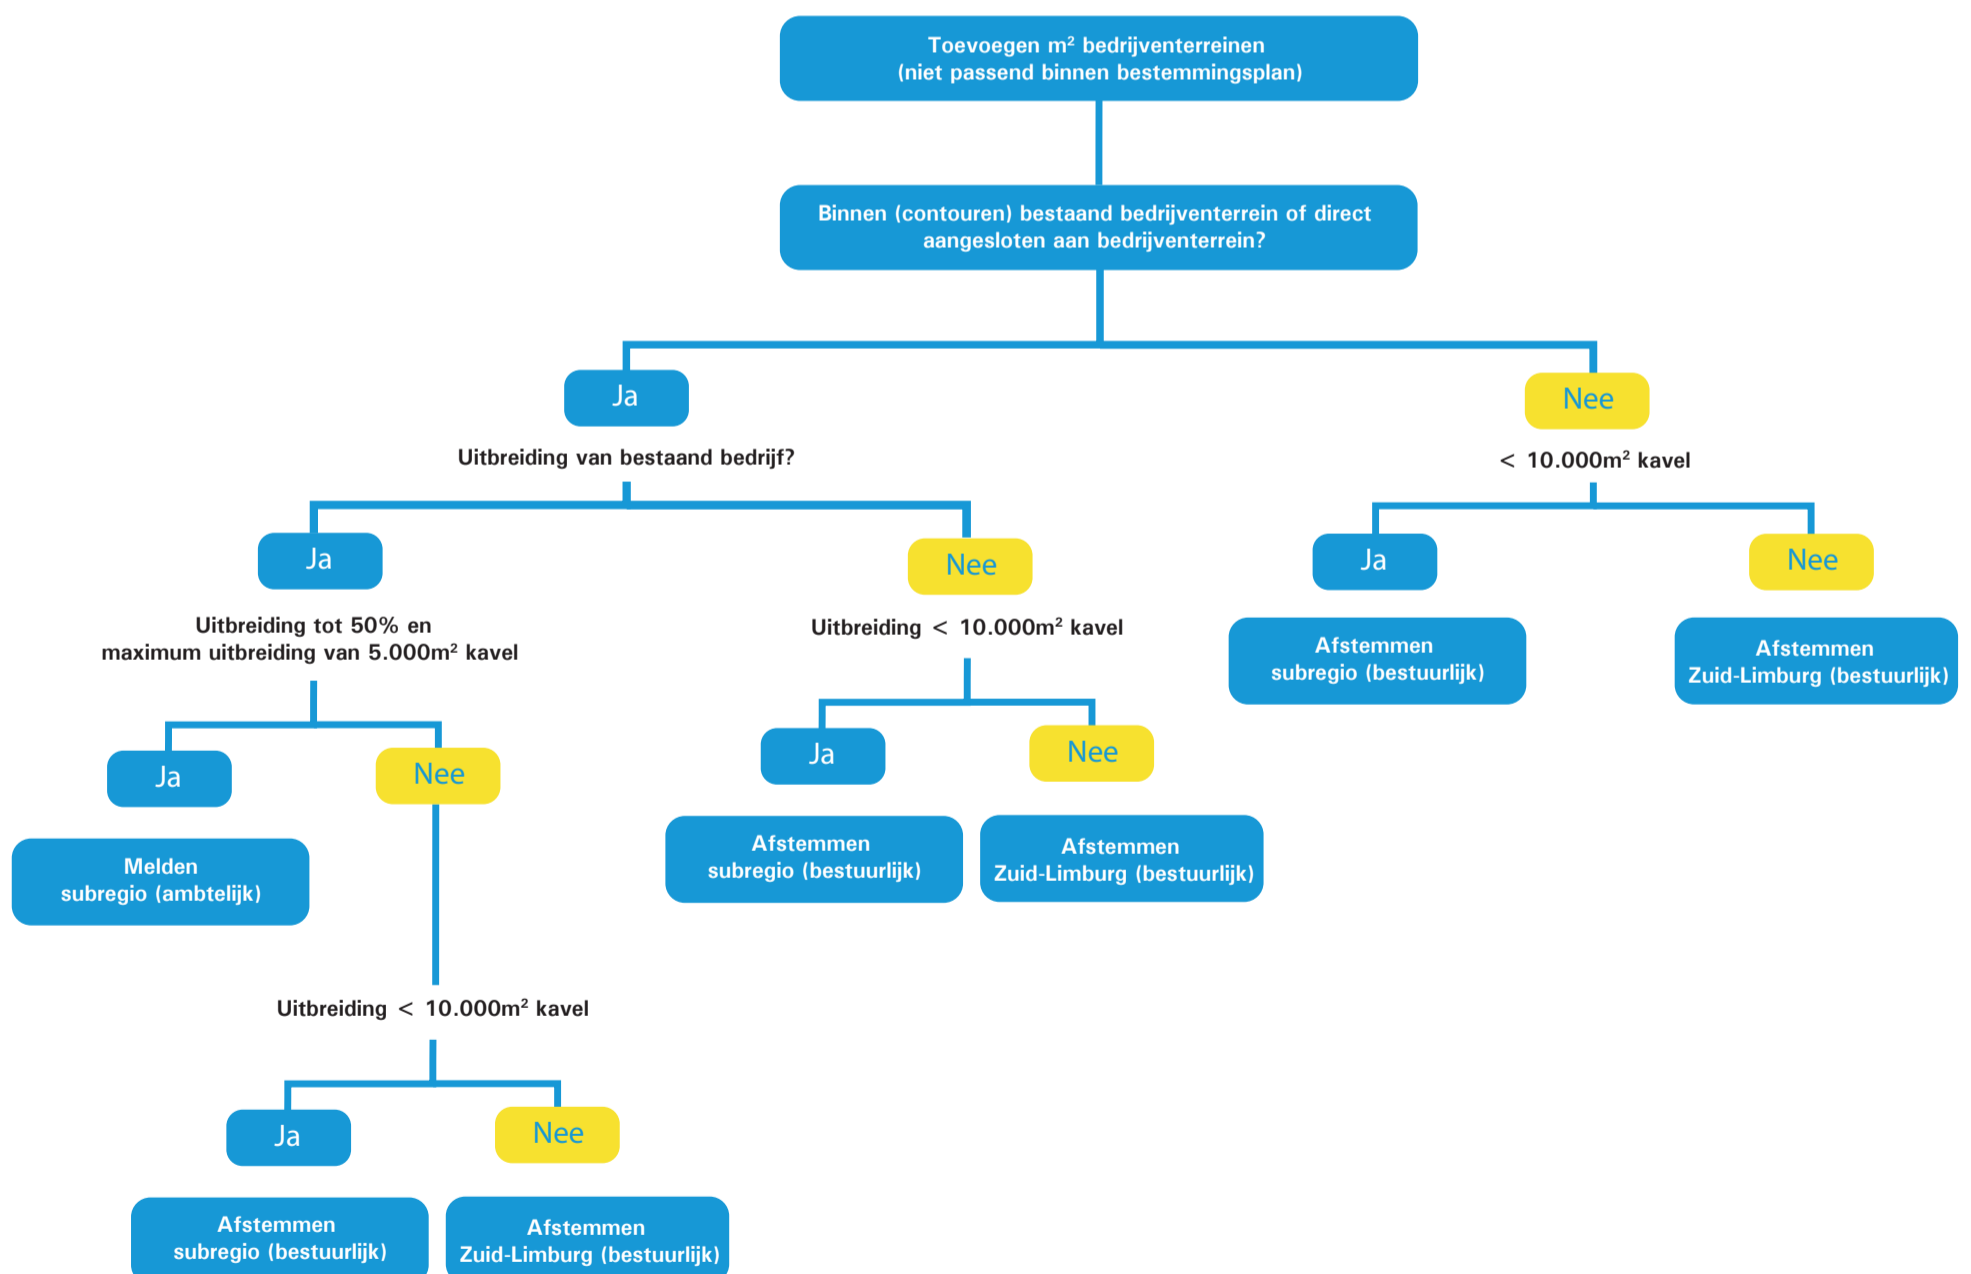 Toevoegen m² bedrijventerreinen
(niet passend binnen bestemmingsplan)
Binnen (contouren) bestaand bedrijventerrein of direct
aangesloten aan bedrijventerrein?
Ja
Nee
Uitbreiding van bestaand bedrijf?
< 10.000m² kavel
Ja
Nee
Ja
Nee
Uitbreiding tot 50% en
maximum uitbreiding van 5.000m² kavel
Uitbreiding < 10.000m² kavel
Afstemmen
subregio (bestuurlijk)
Afstemmen
Zuid-Limburg (bestuurlijk)
Ja
Nee
Ja
Nee
Melden
subregio (ambtelijk)
Afstemmen
subregio (bestuurlijk)
Afstemmen
Zuid-Limburg (bestuurlijk)
Uitbreiding < 10.000m² kavel
Ja
Nee
Afstemmen
subregio (bestuurlijk)
Afstemmen
Zuid-Limburg (bestuurlijk)